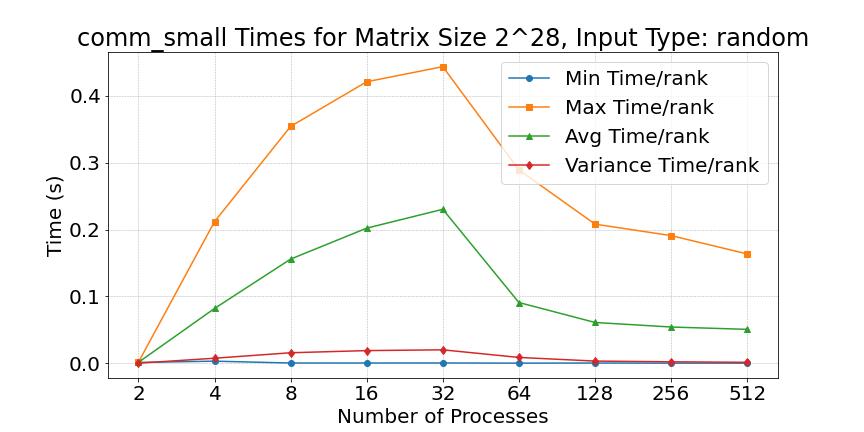 comm_small Times for Matrix Size 2^28, Input Type: random
Min Time/rank
Max Time/rank
Avg Time/rank
Variance Time/rank
Time (s)
0.4
0.3
0.2
0.1
0.0
2 4 8 16 32 64 128 256 512
Number of Processes